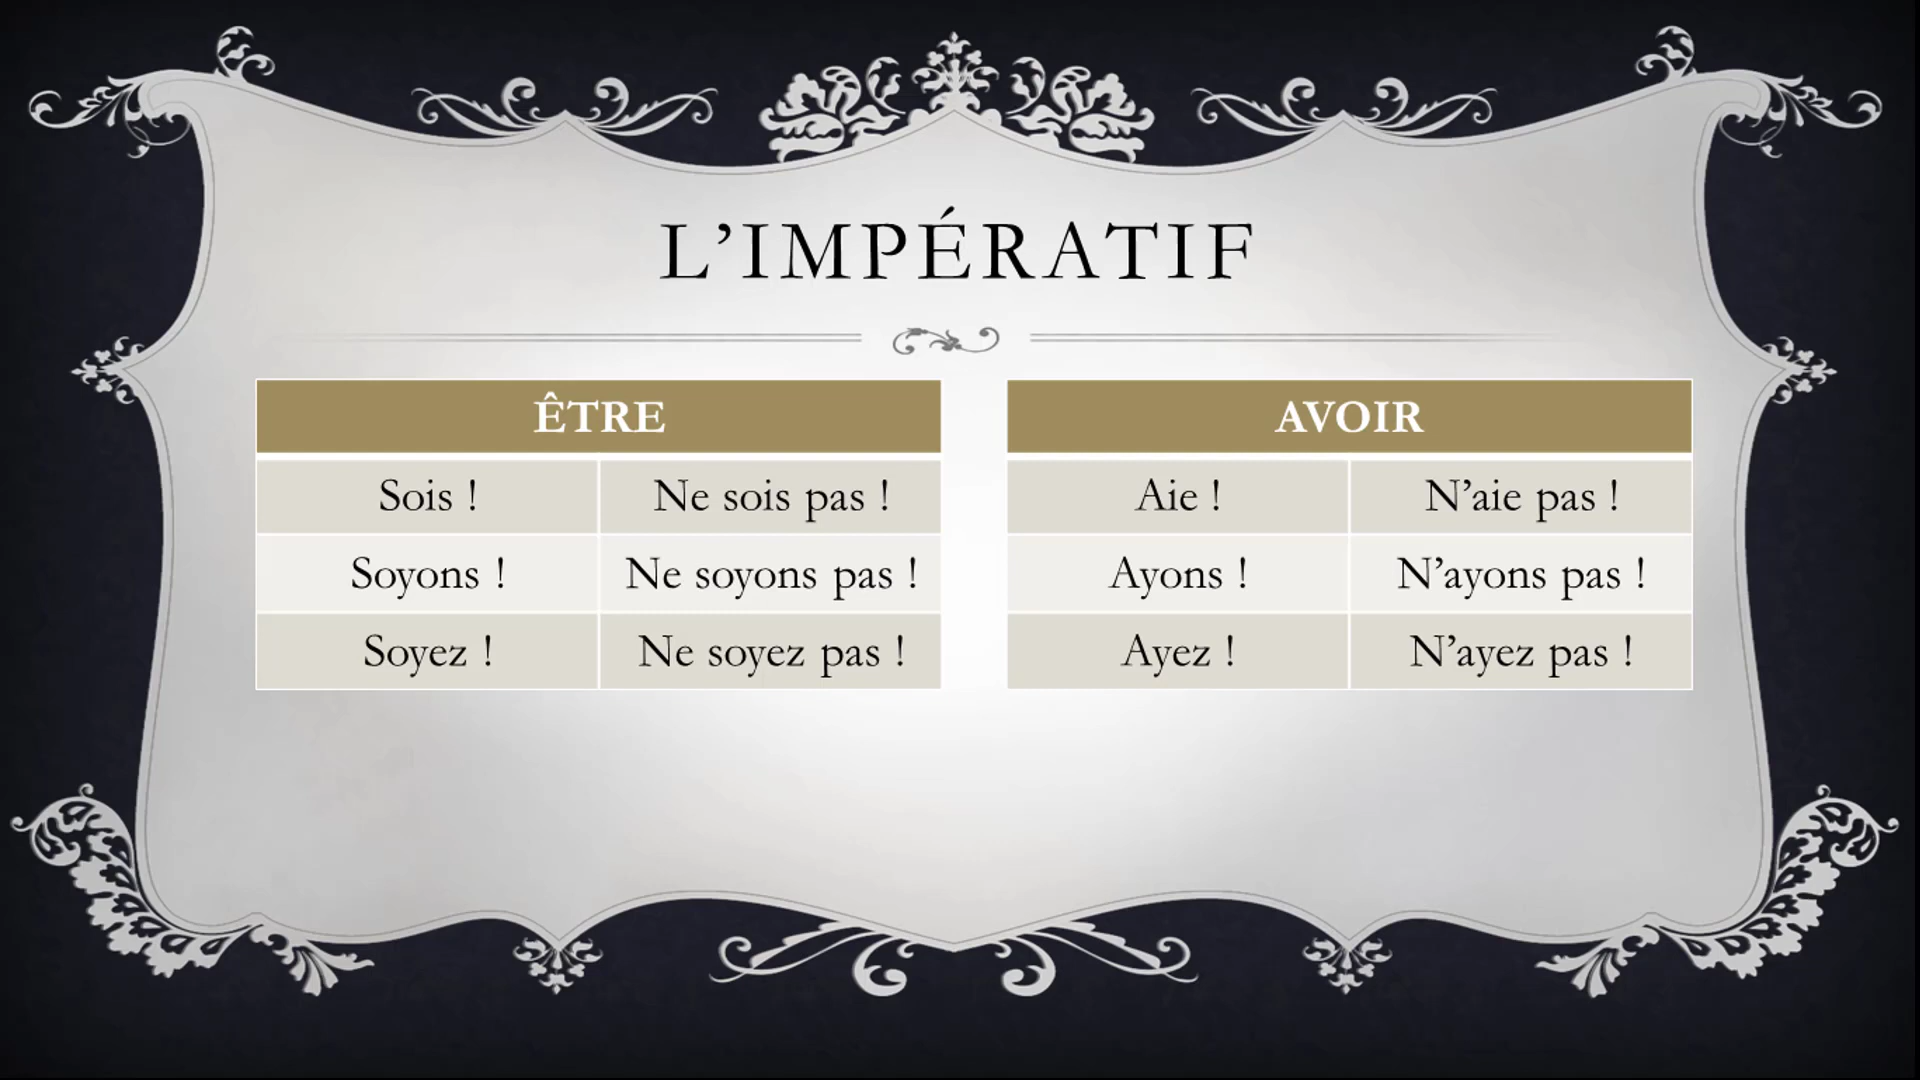 L’IMPÉRATIF
ÊTRE
Sois ! Ne sois pas !
Soyons ! Ne soyons pas !
Soyez ! Ne soyez pas !
AVOIR
Aie ! N’aie pas !
Ayons ! N’ayons pas !
Ayez ! N’ayez pas !